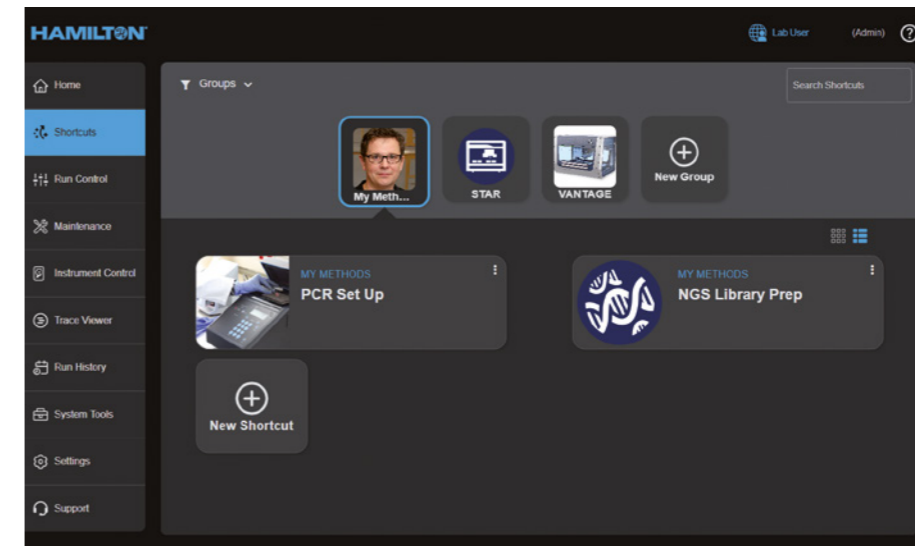 HAMILTON
Lab User (Admin)
Home
Shortcuts
Run Control
Maintenance
Instrument Control
Trace Viewer
Run History
System Tools
Settings
Support
Groups
Search Shortcuts
My Meth...
STAR
VANTAGE
New Group
MY METHODS
PCR Set Up
MY METHODS
NGS Library Prep
New Shortcut